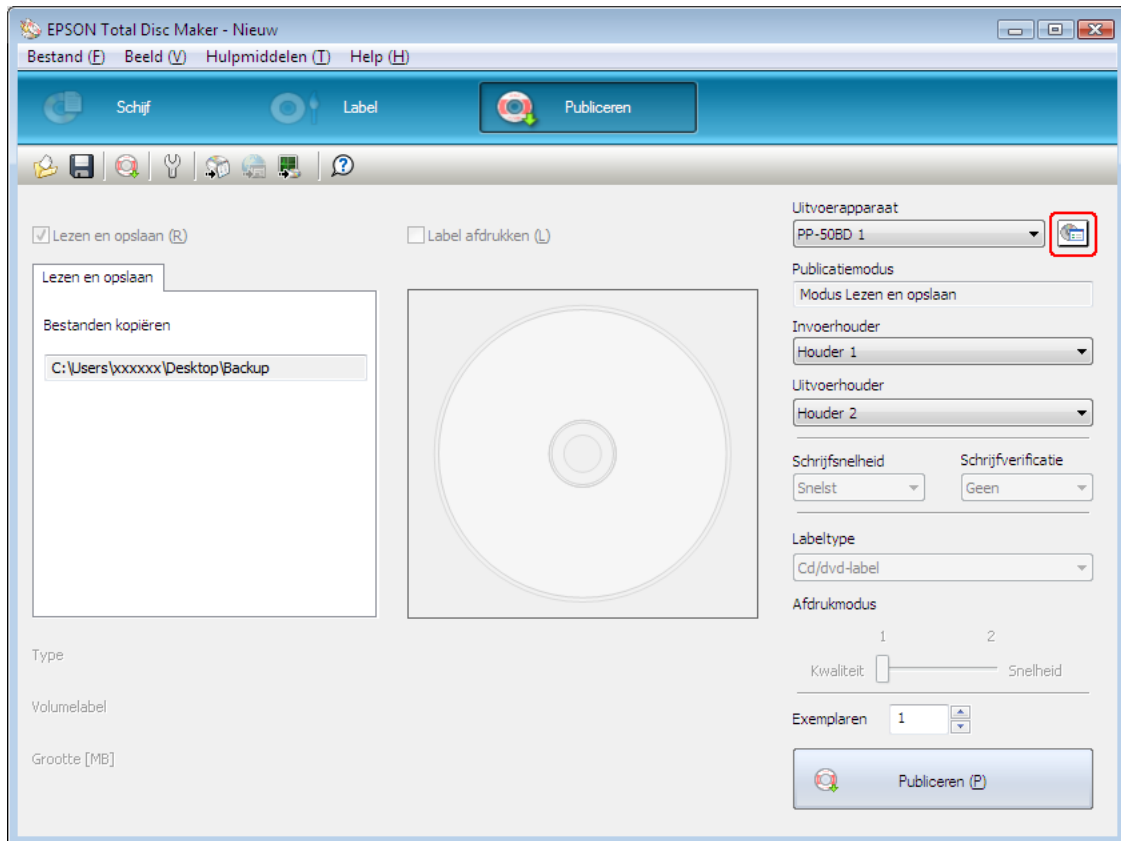 EPSON Total Disc Maker - Nieuw
Bestand (F) Beeld (V) Hulpmiddelen (T) Help (H)
Schijf Label Publiceren
Lezen en opslaan (R)
Label afdrukken (L)
Lezen en opslaan
Bestanden kopiëren
C:\Users\xxxxxx\Desktop\Backup
Type
Volumelabel
Grootte [MB]
Uitvoerapparaat
PP-50BD 1
Publicatiemodus
Modus Lezen en opslaan
Invoerhouder
Houder 1
Uitvoerhouder
Houder 2
Schrijfsnelheid Schrijfverificatie
Snelst Geen
Labeltype
Cd/dvd-label
Afdrukmodus
1 2
Kwaliteit Snelheid
Exemplaren 1
Publiceren (P)